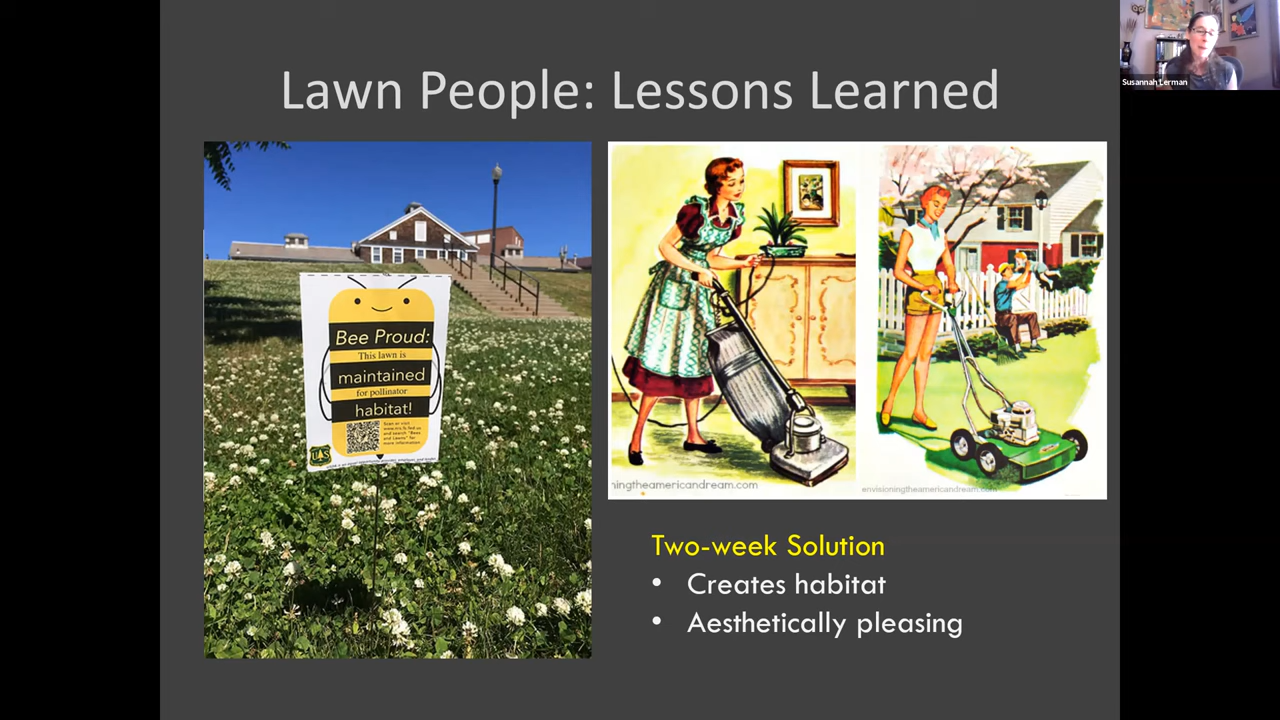 Susannah Lerman
Lawn People: Lessons Learned
Bee Proud:
This lawn is
maintained
for pollinator
habitat!
UAS
ningtheamericandream.com
envisioningtheamericandream.com
Two-week Solution
• Creates habitat
• Aesthetically pleasing